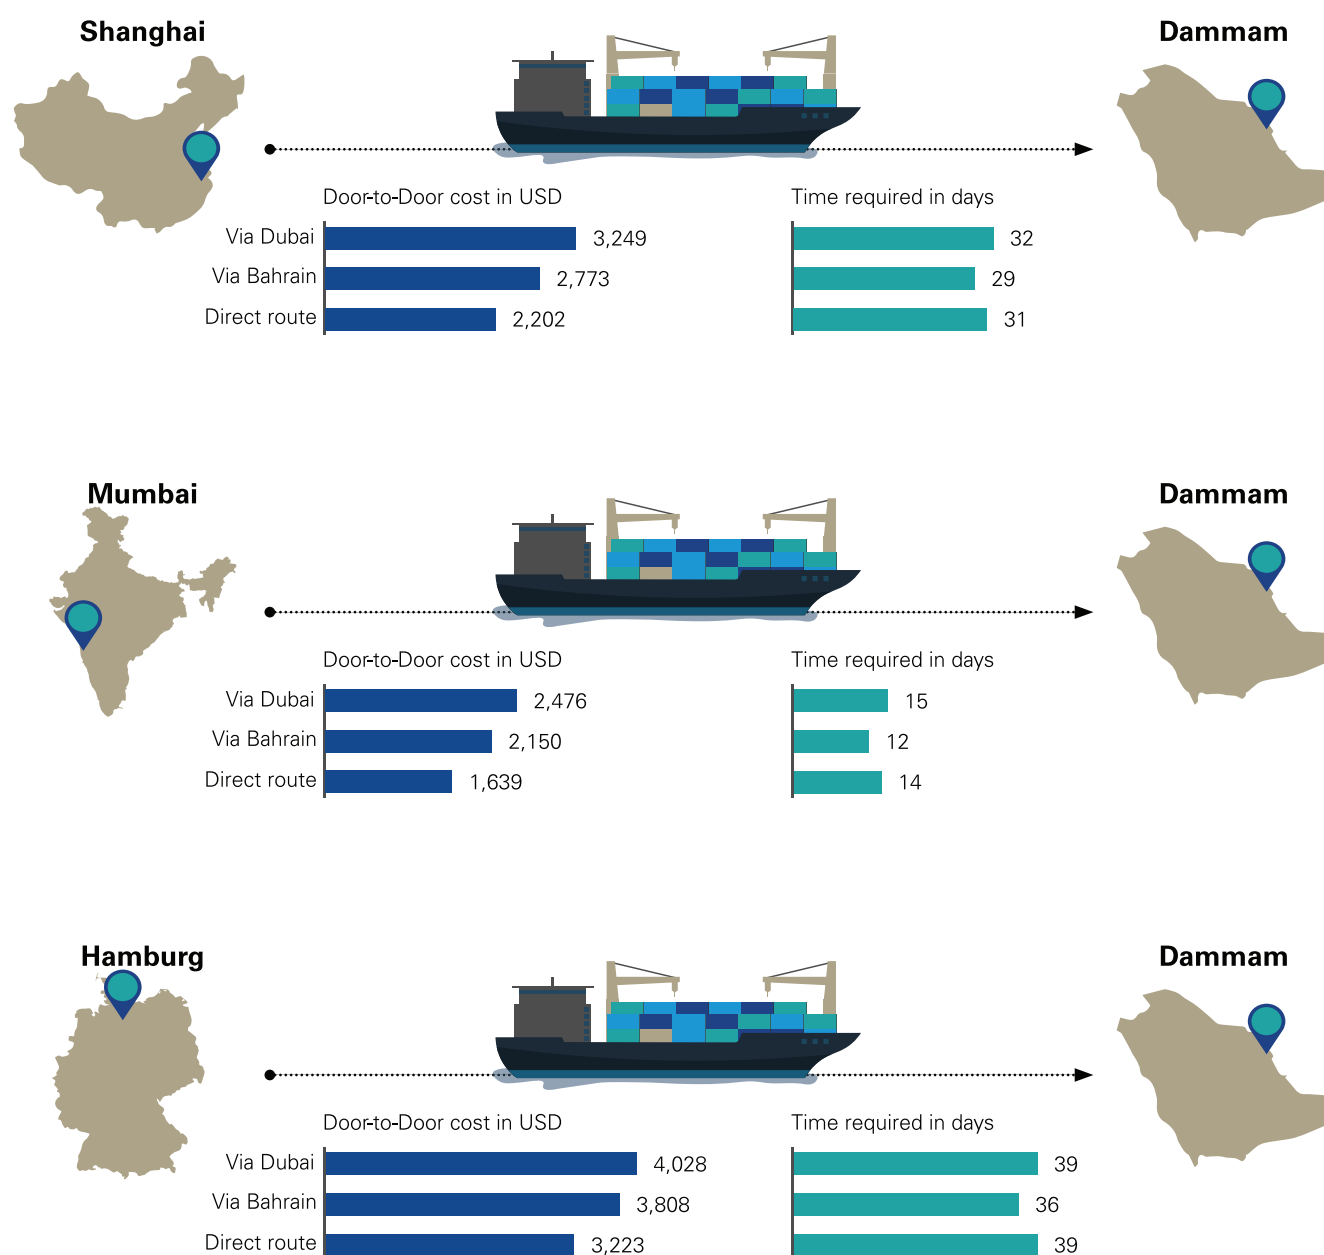 Shanghai
Dammam
Door-to-Door cost in USD
Time required in days
Via Dubai 3,249 32
Via Bahrain 2,773 29
Direct route 2,202 31
Mumbai
Dammam
Door-to-Door cost in USD
Time required in days
Via Dubai 2,476 15
Via Bahrain 2,150 12
Direct route 1,639 14
Hamburg
Dammam
Door-to-Door cost in USD
Time required in days
Via Dubai 4,028 39
Via Bahrain 3,808 36
Direct route 3,223 39